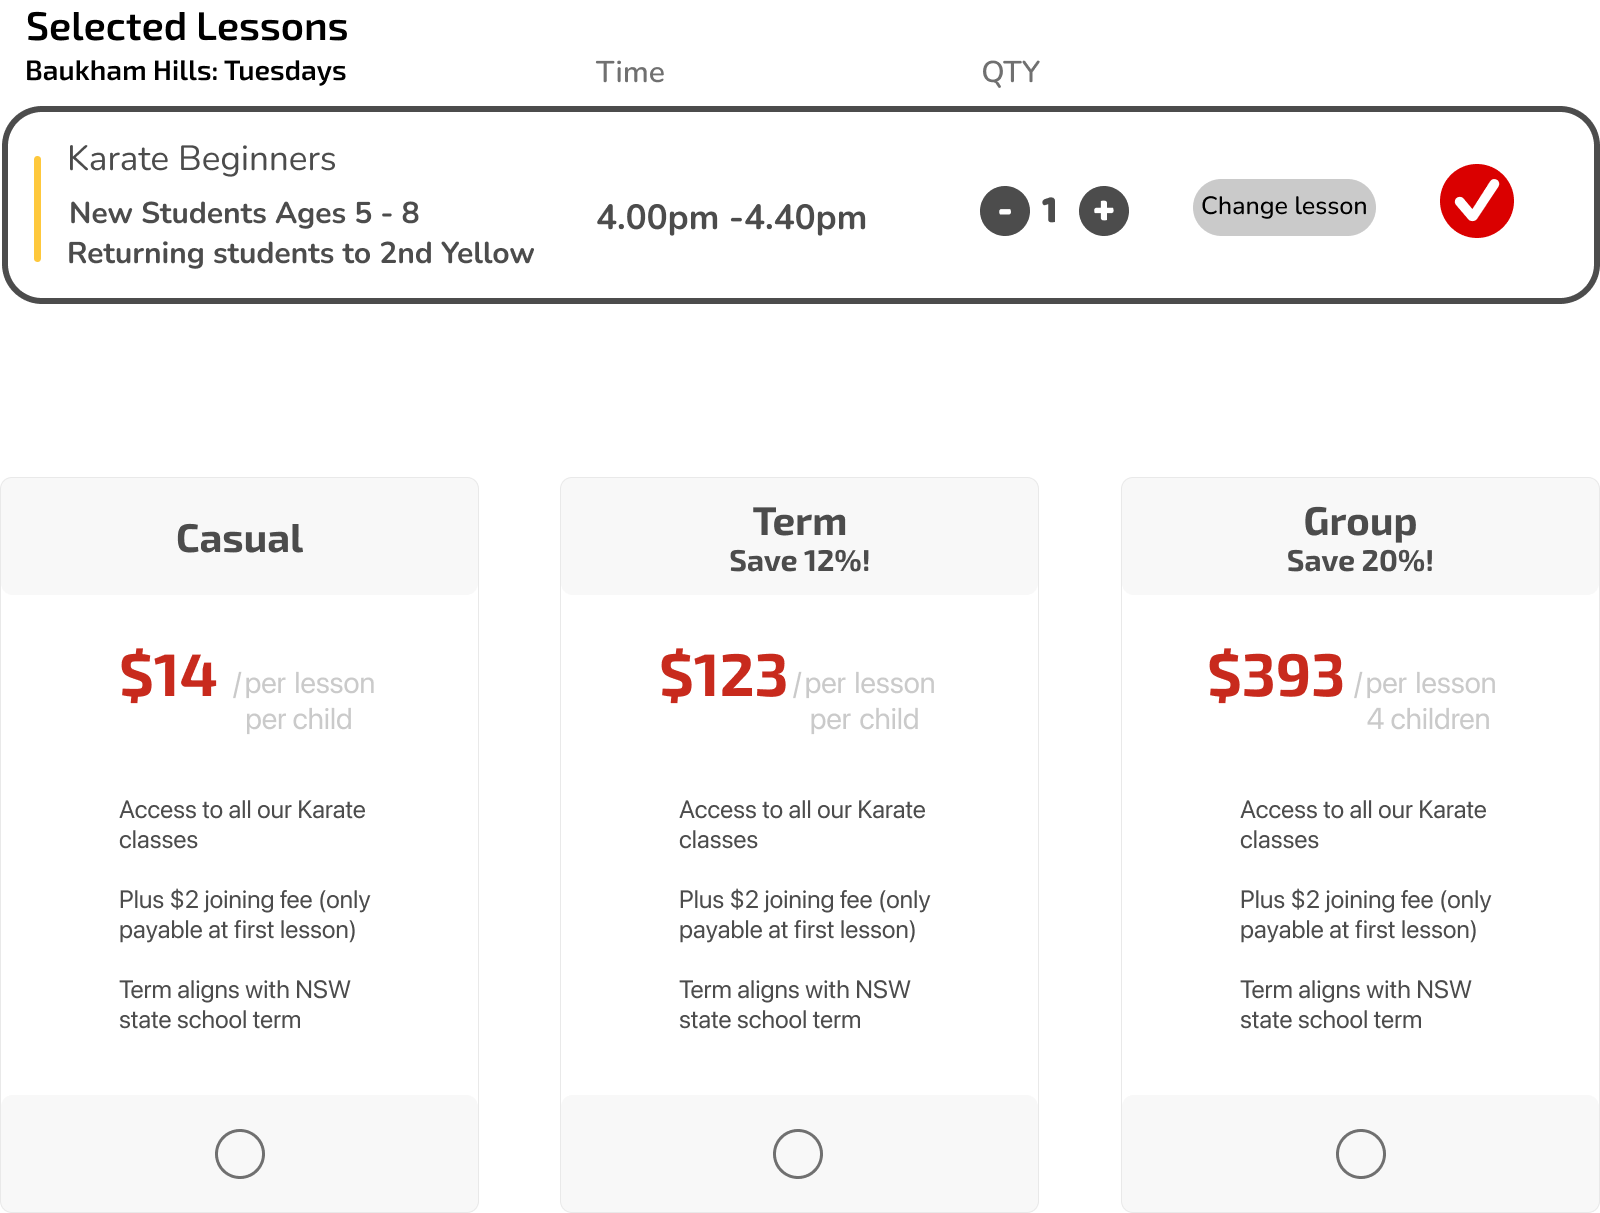 Selected Lessons
Baukham Hills: Tuesdays
Time
QTY
Karate Beginners
New Students Ages 5 - 8
Returning students to 2nd Yellow
4.00pm -4.40pm
- 1 +
Change lesson
Casual
$14 /per lesson
per child
Access to all our Karate
classes
Plus $2 joining fee (only
payable at first lesson)
Term aligns with NSW
state school term
Term
Save 12%!
$123 /per lesson
per child
Access to all our Karate
classes
Plus $2 joining fee (only
payable at first lesson)
Term aligns with NSW
state school term
Group
Save 20%!
$393 /per lesson
4 children
Access to all our Karate
classes
Plus $2 joining fee (only
payable at first lesson)
Term aligns with NSW
state school term